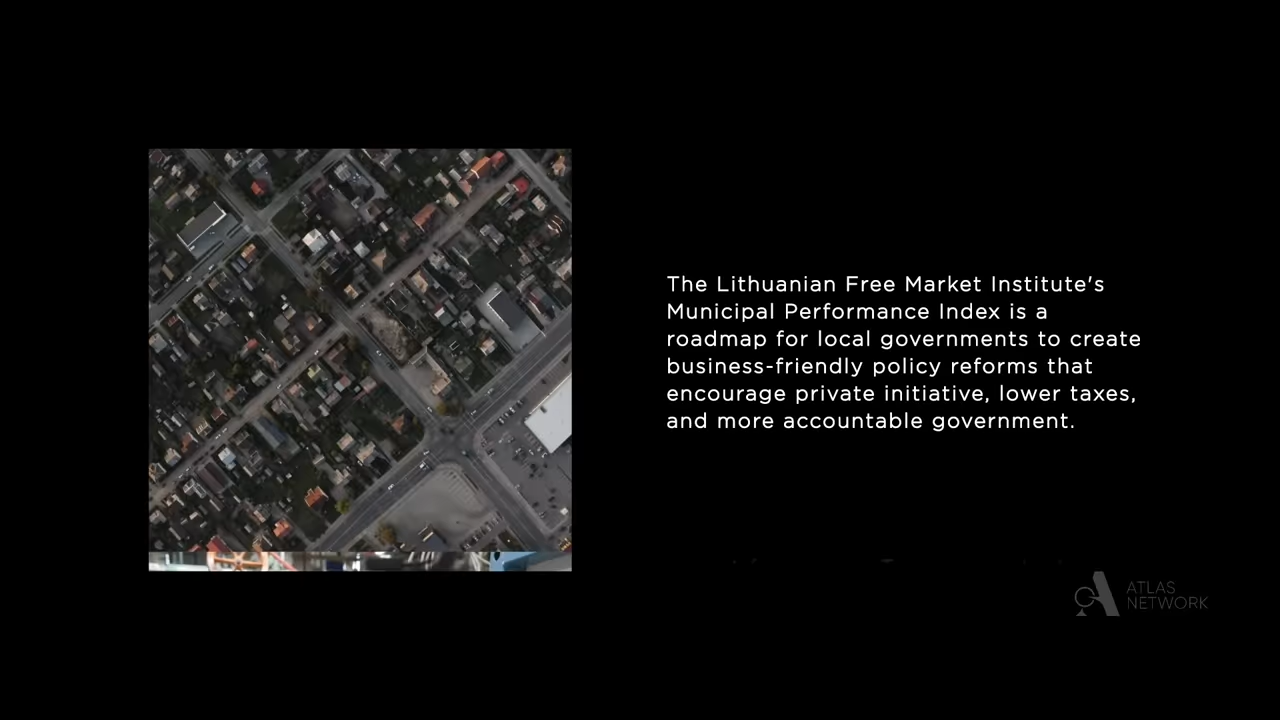 The Lithuanian Free Market Institute's
Municipal Performance Index is a
roadmap for local governments to create
business-friendly policy reforms that
encourage private initiative, lower taxes,
and more accountable government.
ATLAS
NETWORK